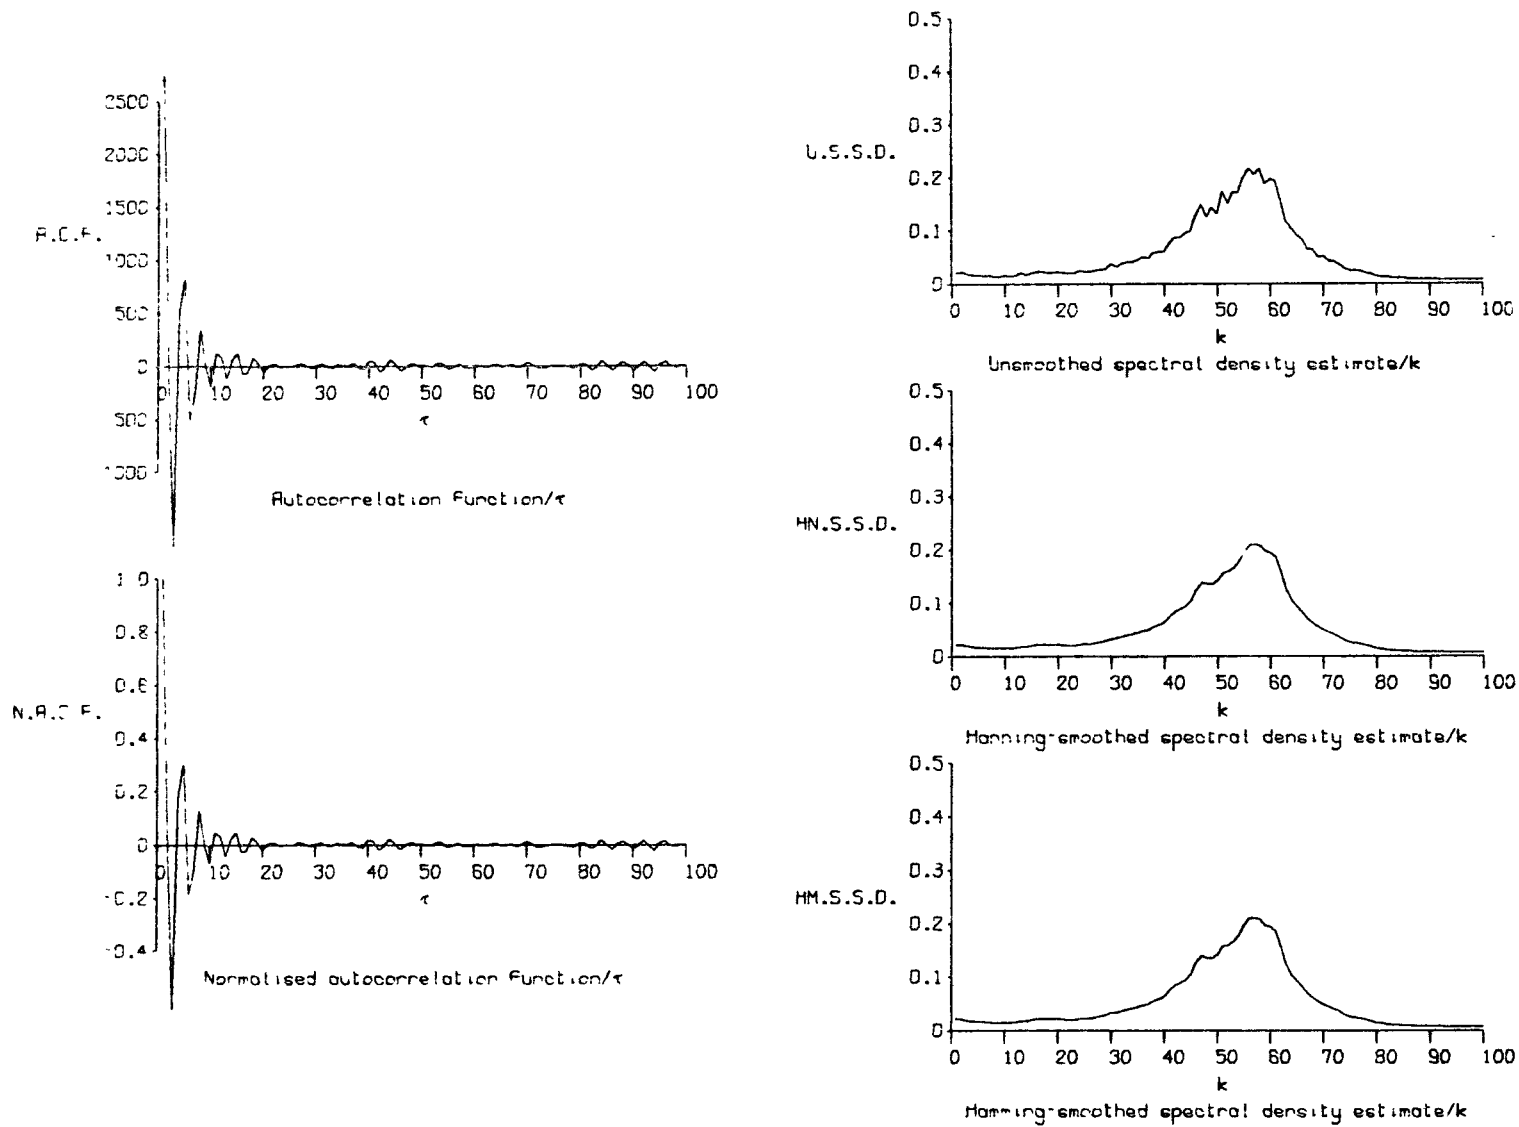 2500
2000
1500
A.C.F.
1000
500
0
0 10 20 30 40 50 60 70 80 90 100
500
τ
1000
Autocorrelation Function/τ
1.0
0.8
0.6
N.A.C.F.
0.4
0.2
0
0 10 20 30 40 50 60 70 80 90 100
-0.2
τ
-0.4
Normalised autocorrelation Function/τ
0.5
0.4
0.3
U.S.S.D.
0.2
0.1
0
0 10 20 30 40 50 60 70 80 90 100
k
Unsmoothed spectral density estimate/k
0.5
0.4
0.3
HN.S.S.D.
0.2
0.1
0
0 10 20 30 40 50 60 70 80 90 100
k
Hanning-smoothed spectral density estimate/k
0.5
0.4
0.3
HM.S.S.D.
0.2
0.1
0
0 10 20 30 40 50 60 70 80 90 100
k
Hamming-smoothed spectral density estimate/k